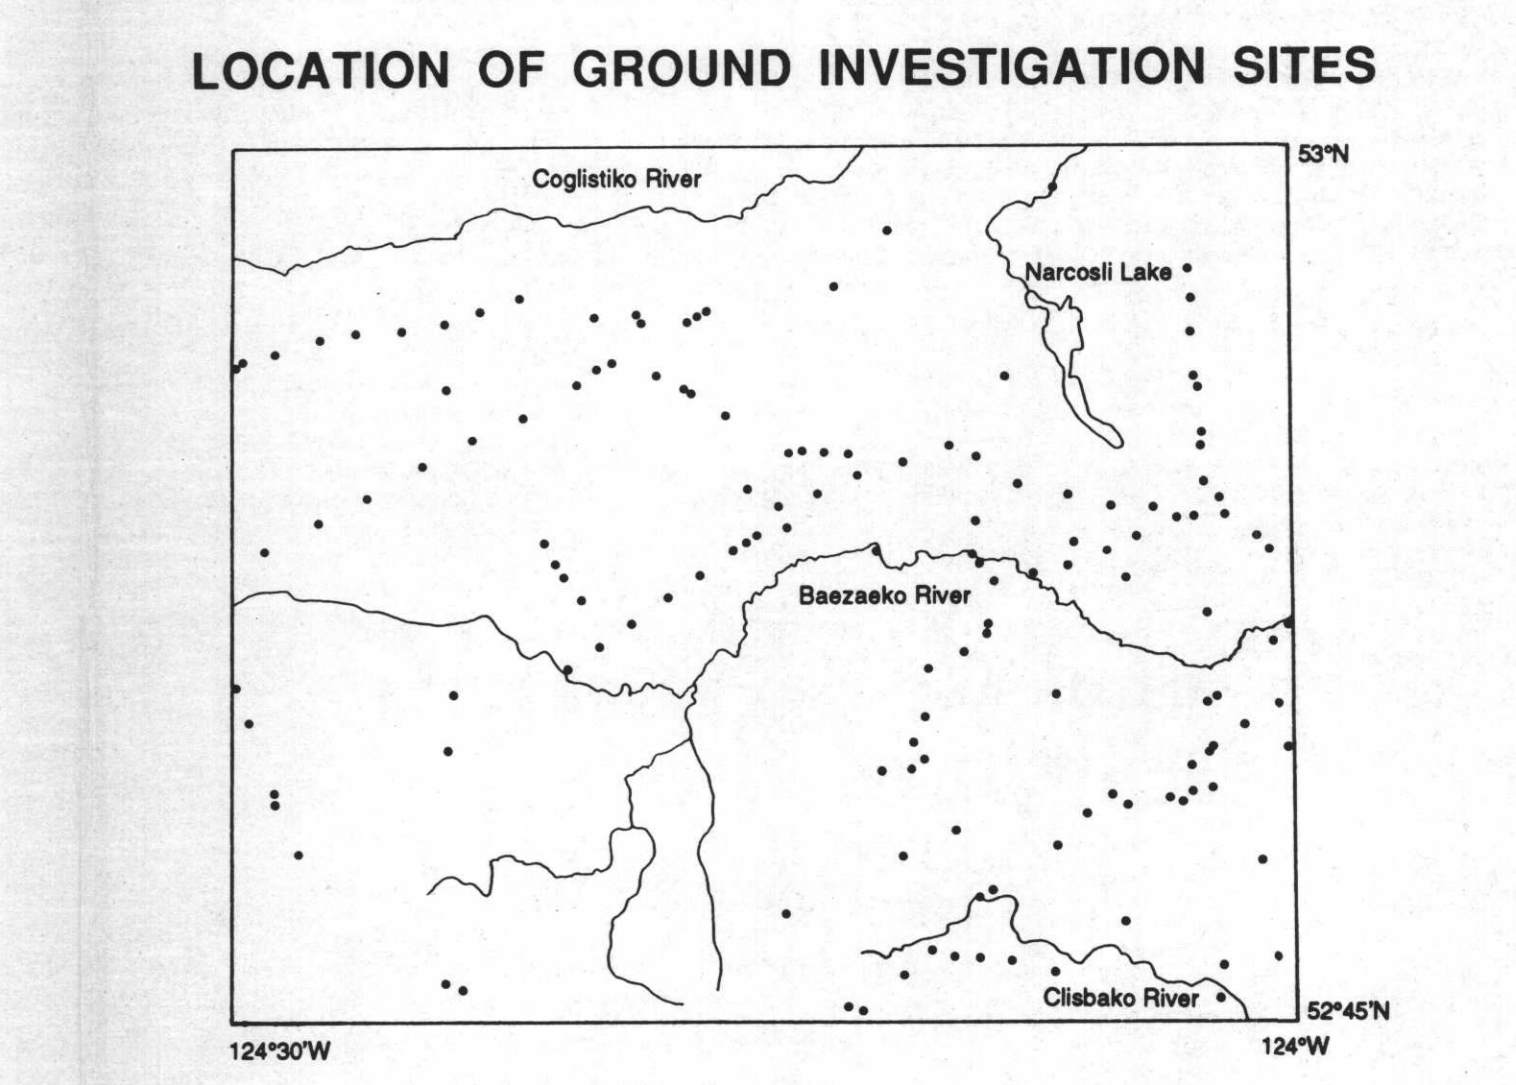 LOCATION OF GROUND INVESTIGATION SITES
53°N
Coglistiko River
Narcosli Lake
Baezaeko River
Clisbako River
52°45'N
124°30'W
124°W